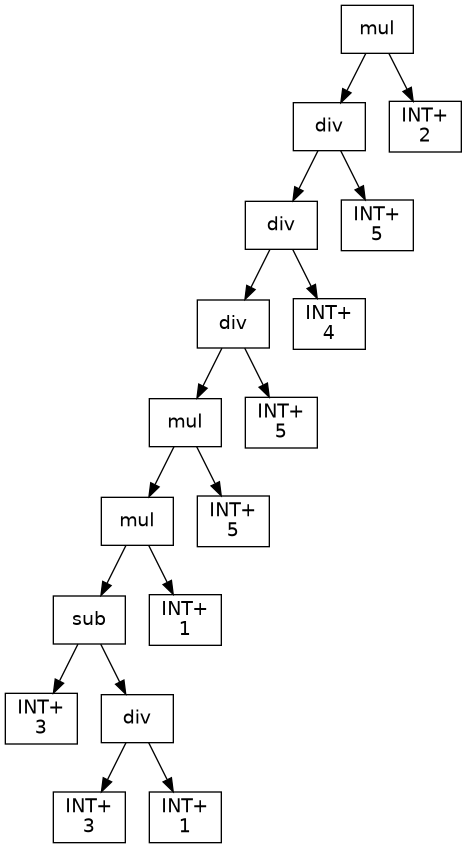 mul
div
INT+
2
div
INT+
5
div
INT+
4
mul
INT+
5
mul
INT+
5
sub
INT+
1
INT+
3
div
INT+
3
INT+
1